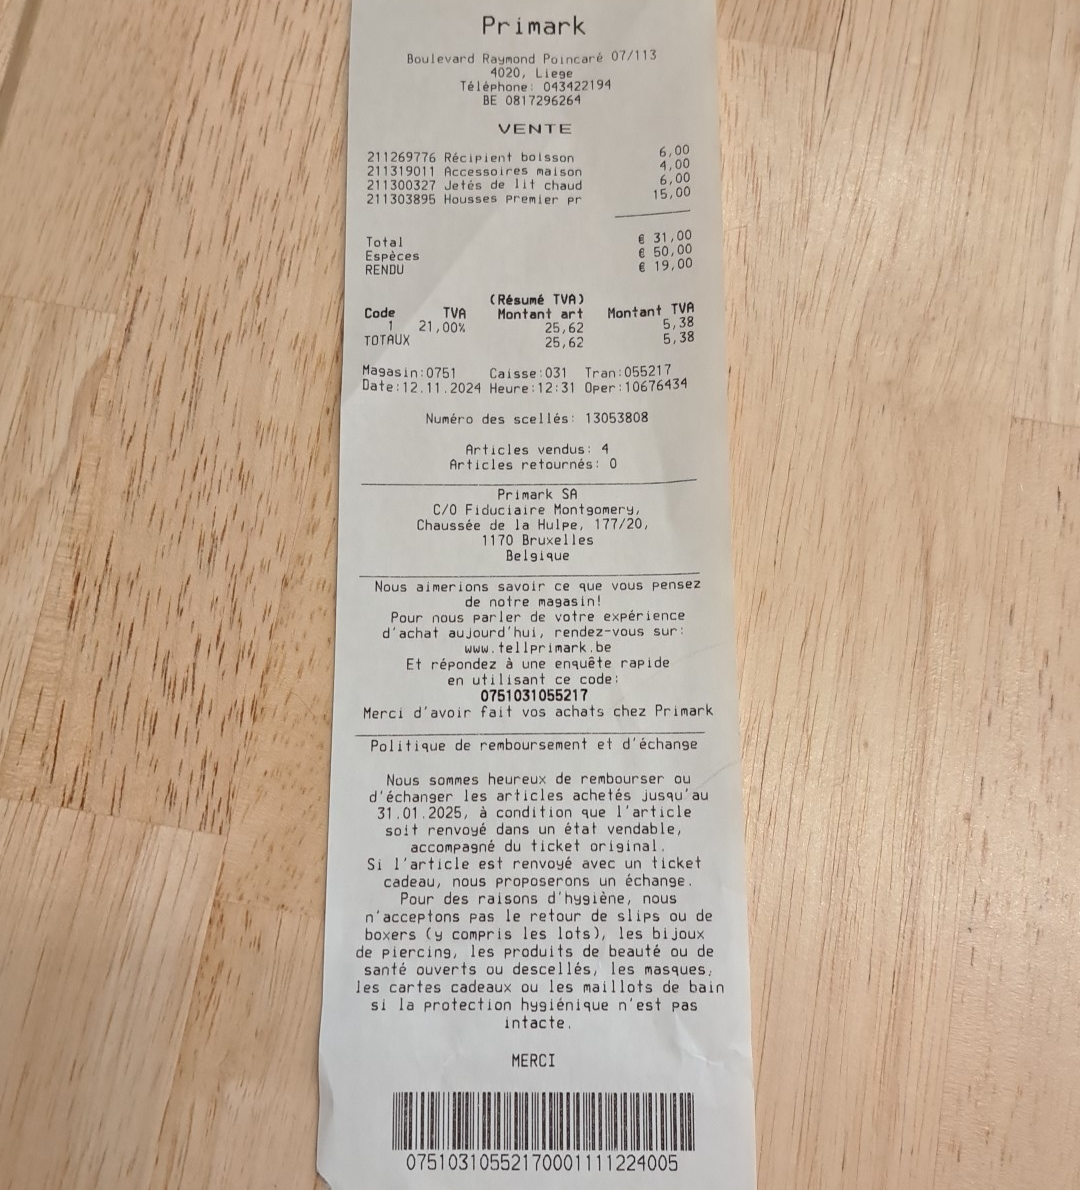 Primark
Boulevard Raymond Poincaré 07/113
4020, Liege
Téléphone: 043422194
BE 0817296264
VENTE
211269776 Récipient boisson 6,00
211319011 Accessoires maison 4,00
211300327 Jetés de lit chaud 6,00
211303895 Housses Premier pr 15,00
Total € 31,00
Espèces € 50,00
RENDU € 19,00
(Résumé TVA)
Code TVA Montant art Montant TVA
1 21,00% 25,62 5,38
TOTAUX 25,62 5,38
Magasin:0751 Caisse:031 Tran:055217
Date:12.11.2024 Heure:12:31 Oper:10676434
Numéro des scellés: 13053808
Articles vendus: 4
Articles retournés: 0
Primark SA
C/O Fiduciaire Montgomery,
Chaussée de la Hulpe, 177/20,
1170 Bruxelles
Belgique
Nous aimerions savoir ce que vous pensez
de notre magasin!
Pour nous parler de votre expérience
d'achat aujourd'hui, rendez-vous sur:
www.tellprimark.be
Et répondez à une enquête rapide
en utilisant ce code:
0751031055217
Merci d'avoir fait vos achats chez Primark
Politique de remboursement et d'échange
Nous sommes heureux de rembourser ou
d'échanger les articles achetés jusqu'au
31.01.2025, à condition que l'article
soit renvoyé dans un état vendable,
accompagné du ticket original.
Si l'article est renvoyé avec un ticket
cadeau, nous proposerons un échange.
Pour des raisons d'hygiène, nous
n'acceptons pas le retour de slips ou de
boxers (y compris les lots), les bijoux
de piercing, les produits de beauté ou de
santé ouverts ou descellés, les masques,
les cartes cadeaux ou les maillots de bain
si la protection hygiénique n'est pas
intacte.
MERCI
07510310552170001111224005